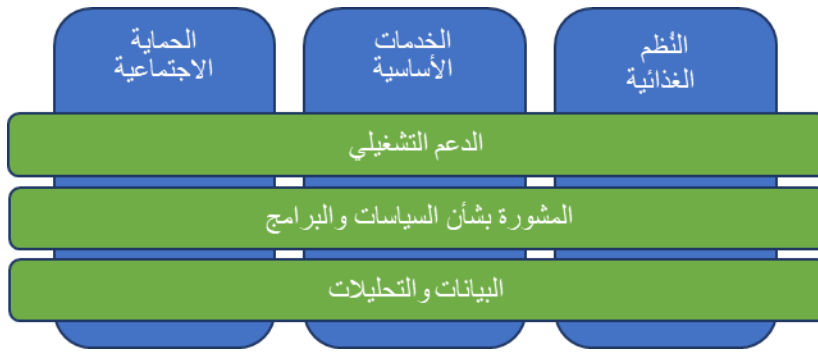 النُظم
الغذائية
الخدمات
الأساسية
الحماية
الاجتماعية
الدعم التشغيلي
المشورة بشأن السياسات والبرامج
البيانات والتحليلات